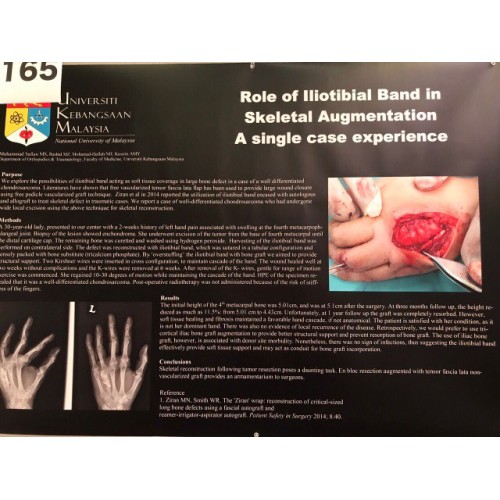 165
UNIVERSITI
KEBANGSAAN
MALAYSIA
National University of Malaysia
Role of Iliotibial Band in
Skeletal Augmentation
A single case experience
Department of Orthopaedics & Traumatology, Faculty of Medicine, Universiti Kebangsaan Malaysia
Purpose
We explore the possibilities of iliotibial band acting as soft tissue coverage in large bone defect in a case of a well differentiated
chondrosarcoma. Literatures have shown that free vascularized tensor fascia lata flap has been used to provide large wound closure
using free pedicle vascularized graft technique. Ziran et al in 2014 reported the utilization of iliotibial band encased with autologous
and allograft to treat skeletal defect in traumatic cases. We report a case of well-differentiated chondrosarcoma who had undergone
wide local excision using the above technique for skeletal reconstruction.
Methods
A 30-year-old lady, presented to our center with a 2-weeks history of left hand pain associated with swelling at the fourth metacarpoph-
langeal joint. Biopsy of the lesion showed enchondroma. She underwent excision of the tumor from the base of fourth metacarpal until
the distal cartilage cap. The remaining bone was curetted and washed using hydrogen peroxide. Harvesting of the iliotibial band was
performed on contralateral side. The defect was reconstructed with iliotibial band, which was sutured in a tubular configuration and
densely packed with bone substitute (tricalcium phosphate). By 'overstuffing' the iliotibial band with bone graft we aimed to provide
structural support. Two Kirshner wires were inserted in cross configuration, to maintain cascade of the hand. The wound healed well at
two weeks without complications and the K-wires were removed at 6 weeks. After removal of the K- wires, gentle for range of motion
exercise was commenced. She regained 10-30 degrees of motion while maintaining the cascade of the hand. HPE of the specimen re-
vealed that it was a well-differentiated chondrosarcoma. Post-operative radiotherapy was not administered because of the risk of stiff-
ness of the fingers.
L
Results
The initial height of the 4th metacarpal bone was 5.01cm, and was at 5.1cm after the surgery. At three months follow up, the height re-
duced as much as 11.5% from 5.01 to 4.43cm. Unfortunately, at 1 year follow up the graft was completely resorbed. However,
soft tissue healing and fibrosis maintained a favorable hand cascade, if not anatomical. The patient is satisfied with her condition, as it
is not her dominant hand. There was also no evidence of local recurrence of the disease. Retrospectively, we would prefer to use tri-
cortical iliac bone graft augmentation to provide better structural support and prevent resorption of bone graft. The use of iliac bone
graft, however, is associated with donor site morbidity. Nonetheless, there was no sign of infection, thus suggesting the iliotibial band
effectively provide soft tissue support and may act as conduit for bone graft incorporation.
Conclusions
Skeletal reconstruction following tumor resection poses a daunting task. En bloc resection augmented with tensor fascia lata non-
vascularized graft provides an armamentarium to surgeons.
Reference
1. Ziran MN, Smith WR. The 'Ziran' wrap: reconstruction of critical-sized
long bone defects using a fascial autograft and
reamer-irrigator-aspirator autograft. Patient Safety in Surgery 2014; 8:40.